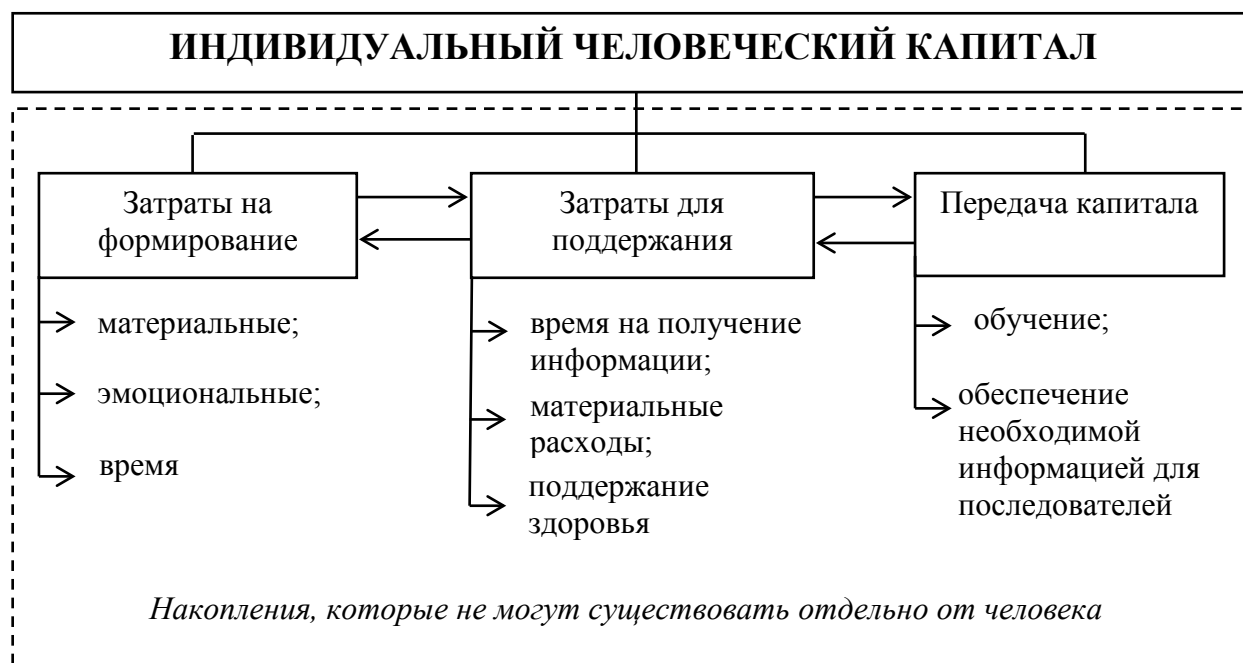 ИНДИВИДУАЛЬНЫЙ ЧЕЛОВЕЧЕСКИЙ КАПИТАЛ
Затраты на
формирование
материальные;
эмоциональные;
время
Затраты для
поддержания
время на получение
информации;
материальные
расходы;
поддержание
здоровья
Передача капитала
обучение;
обеспечение
необходимой
информацией для
последователей
Накопления, которые не могут существовать отдельно от человека